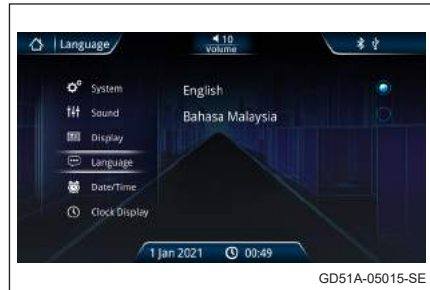 Language
10
Volume
System
Sound
Display
Language
Date/Time
Clock Display
English
Bahasa Malaysia
1 Jan 2021 00:49
GD51A-05015-SE